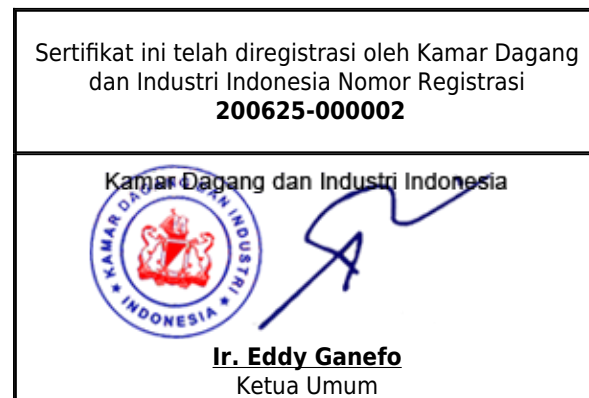 Sertifikat ini telah diregistrasi oleh Kamar Dagang
dan Industri Indonesia Nomor Registrasi
200625-000002
Kamar Dagang dan Industri Indonesia
KAMAR DAGANG DAN INDUSTRI
INDONESIA
Ir. Eddy Ganefo
Ketua Umum